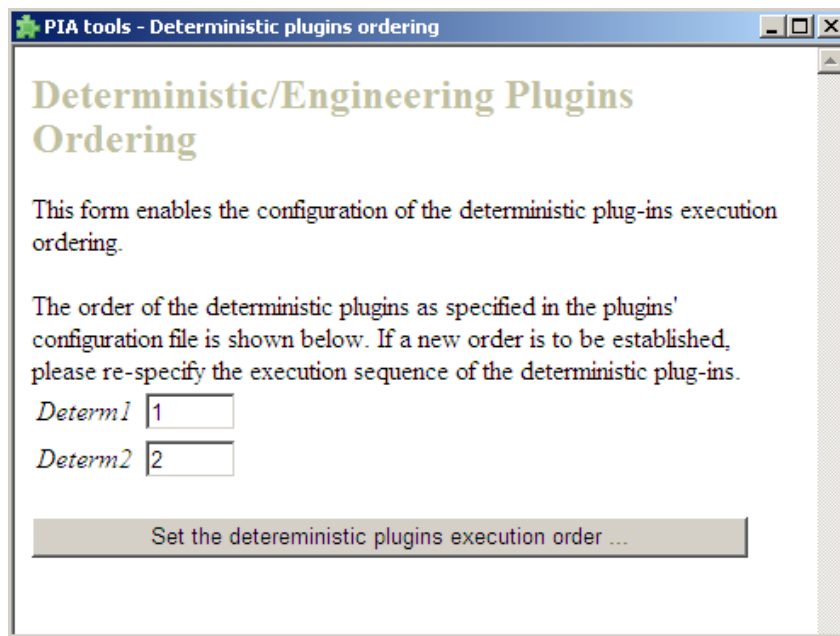 PIA tools - Deterministic plugins ordering
Deterministic/Engineering Plugins
Ordering
This form enables the configuration of the deterministic plug-ins execution
ordering.
The order of the deterministic plugins as specified in the plugins'
configuration file is shown below. If a new order is to be established,
please re-specify the execution sequence of the deterministic plug-ins.
Determ1 1
Determ2 2
Set the detereministic plugins execution order ...